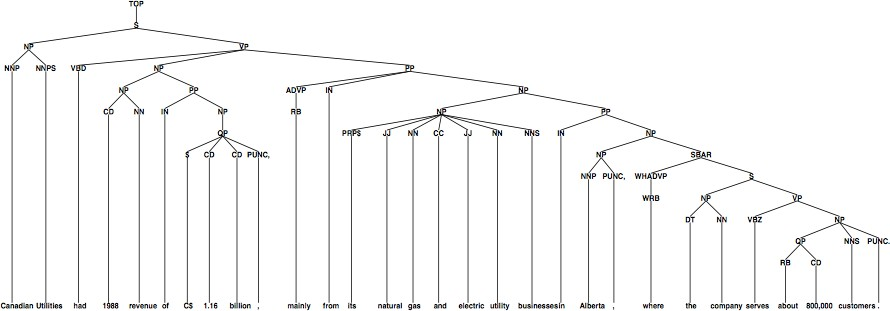 TOP
S
NP VP
NNP NNPS VBD NP PP
NP PP ADVP IN NP
CD NN IN NP RB NP PP
QP PRP$ JJ NN CC JJ NN NNS IN NP
$ CD CD PUNC, NP SBAR
NNP PUNC, WHADVP S
WRB NP VP
DT NN VBZ NP
QP NNS PUNC.
RB CD
Canadian Utilities had 1988 revenue of C$ 1.16 billion , mainly from its natural gas and electric utility businesses in Alberta , where the company serves about 800,000 customers .